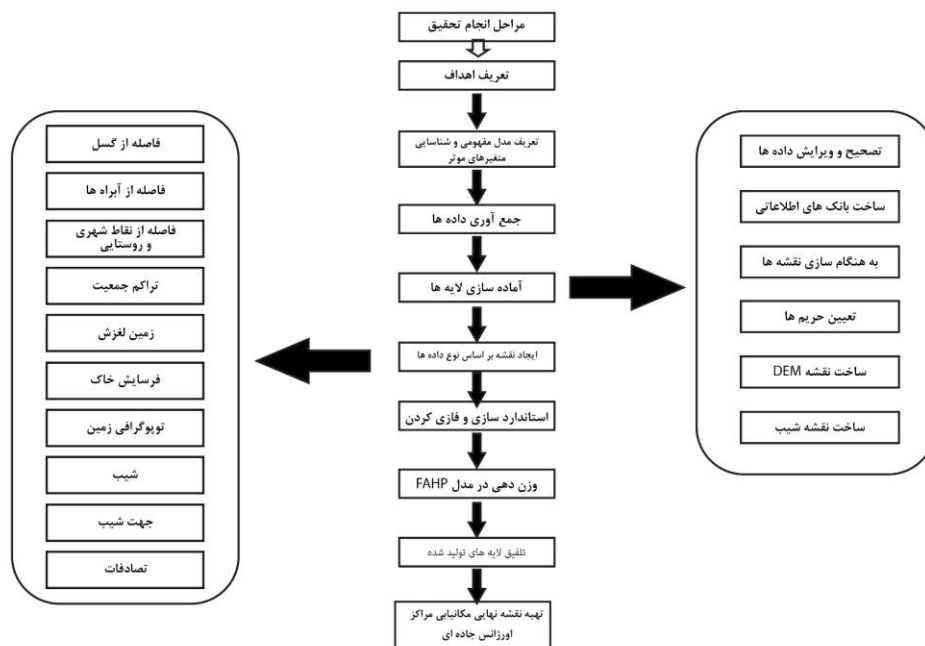 مراحل انجام تحقیق
تعریف اهداف
تعریف مدل مفهومی و شناسایی
متغیرهای موثر
جمع آوری داده ها
آماده سازی لایه ها
ایجاد نقشه بر اساس نوع داده ها
استاندارد سازی و فازی کردن
وزن دهی در مدل FAHP
تلفیق لایه های تولید شده
تهیه نقشه نهایی مکانیابی مراکز
اورژانس جاده ای
تصحیح و ویرایش داده ها
ساخت بانک های اطلاعاتی
به هنگام سازی نقشه ها
تعیین حریم ها
ساخت نقشه DEM
ساخت نقشه شیب
فاصله از گسل
فاصله از آبراه ها
فاصله از نقاط شهری
و روستایی
تراکم جمعیت
زمین لغزش
فرسایش خاک
توپوگرافی زمین
شیب
جهت شیب
تصادفات